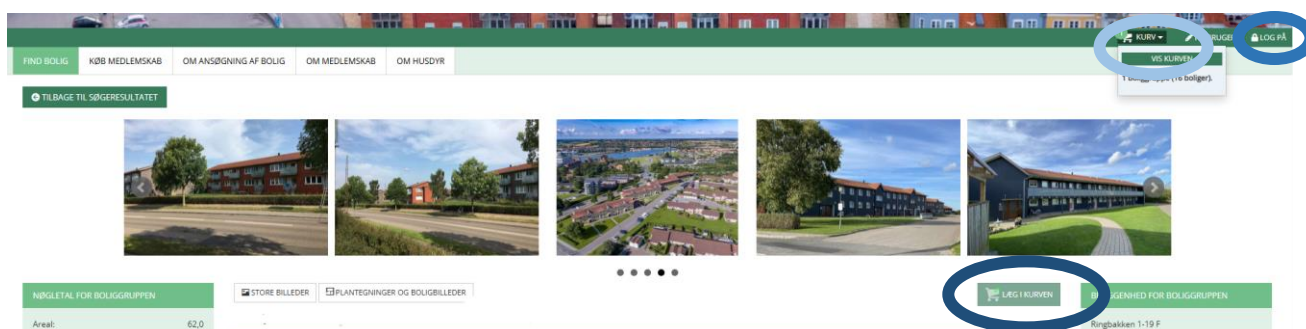 KURV
LOG PÅ
FIND BOLIG KØB MEDLEMSKAB OM ANSØGNING AF BOLIG OM MEDLEMSKAB OM HUSDYR
VIS KURVEN
(16 boliger).
TILBAGE TIL SØGERESULTATET
NØGLETAL FOR BOLIGGRUPPEN
STORE BILLEDER PLANTEGNINGER OG BOLIGBILLEDER
LÆG I KURVEN
FOR BOLIGGRUPPEN
Areal: 62,0
Ringbakken 1-19 F